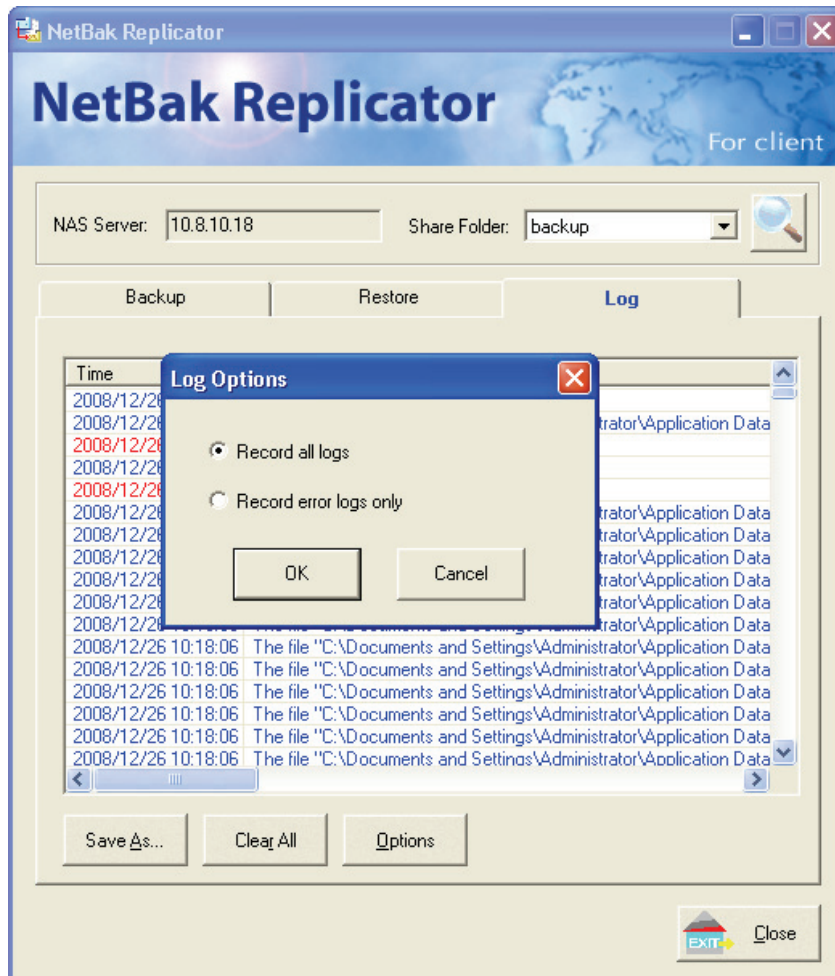 NetBak Replicator
NetBak Replicator
For client
NAS Server: 10.8.10.18 Share Folder: backup
Backup Restore Log
Time
Log Options
2008/12/26
2008/12/26 trator\Application Data
2008/12/26
Record all logs
2008/12/26
2008/12/26
Record error logs only
2008/12/26 trator\Application Data
2008/12/26 trator\Application Data
2008/12/26 trator\Application Data
OK Cancel
2008/12/26 trator\Application Data
2008/12/26 trator\Application Data
2008/12/26 trator\Application Data
2008/12/26 10:18:06 The file "C:\Documents and Settings\Administrator\Application Data
2008/12/26 10:18:06 The file "C:\Documents and Settings\Administrator\Application Data
2008/12/26 10:18:06 The file "C:\Documents and Settings\Administrator\Application Data
2008/12/26 10:18:06 The file "C:\Documents and Settings\Administrator\Application Data
2008/12/26 10:18:06 The file "C:\Documents and Settings\Administrator\Application Data
2008/12/26 10:18:06 The file "C:\Documents and Settings\Administrator\Application Data
Save As... Clear All Options
EXIT Close